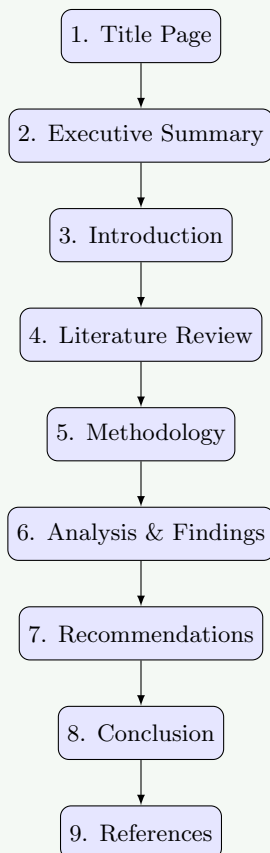 1. Title Page
2. Executive Summary
3. Introduction
4. Literature Review
5. Methodology
6. Analysis & Findings
7. Recommendations
8. Conclusion
9. References